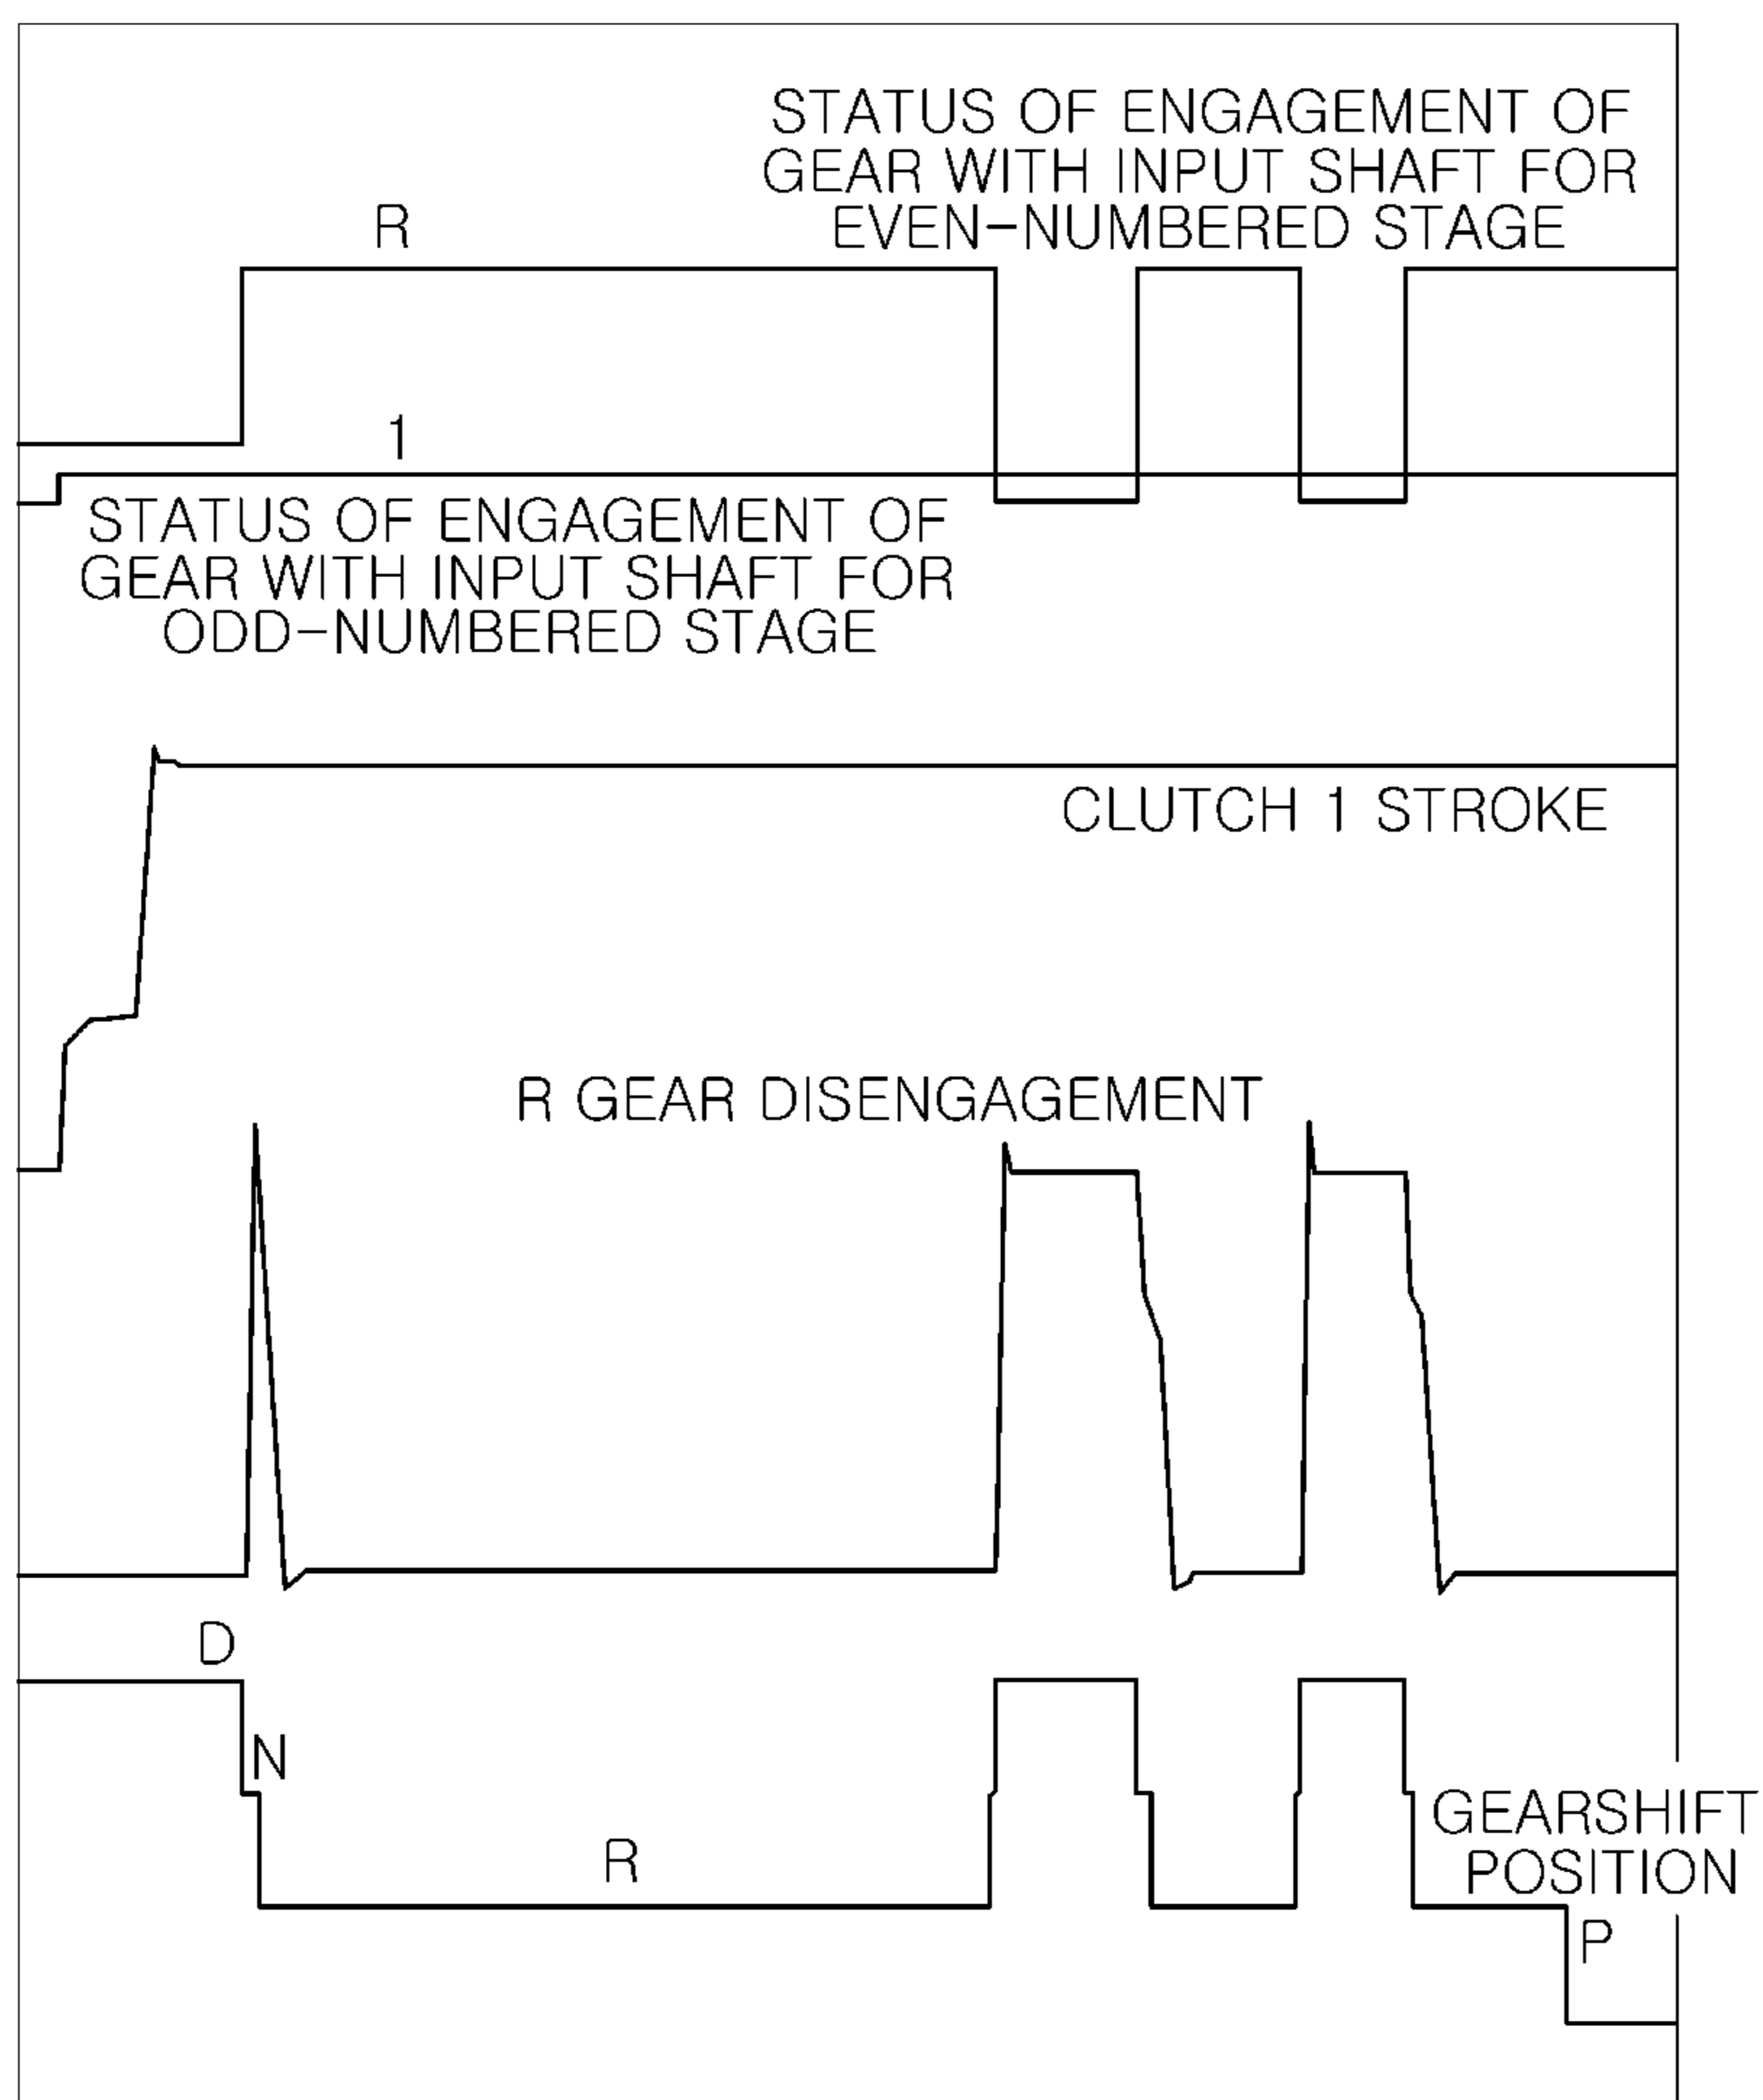 STATUS OF ENGAGEMENT OF
GEAR WITH INPUT SHAFT FOR
EVEN-NUMBERED STAGE
R
1
STATUS OF ENGAGEMENT OF
GEAR WITH INPUT SHAFT FOR
ODD-NUMBERED STAGE
CLUTCH 1 STROKE
R GEAR DISENGAGEMENT
D
N
R
GEARSHIFT
POSITION
P